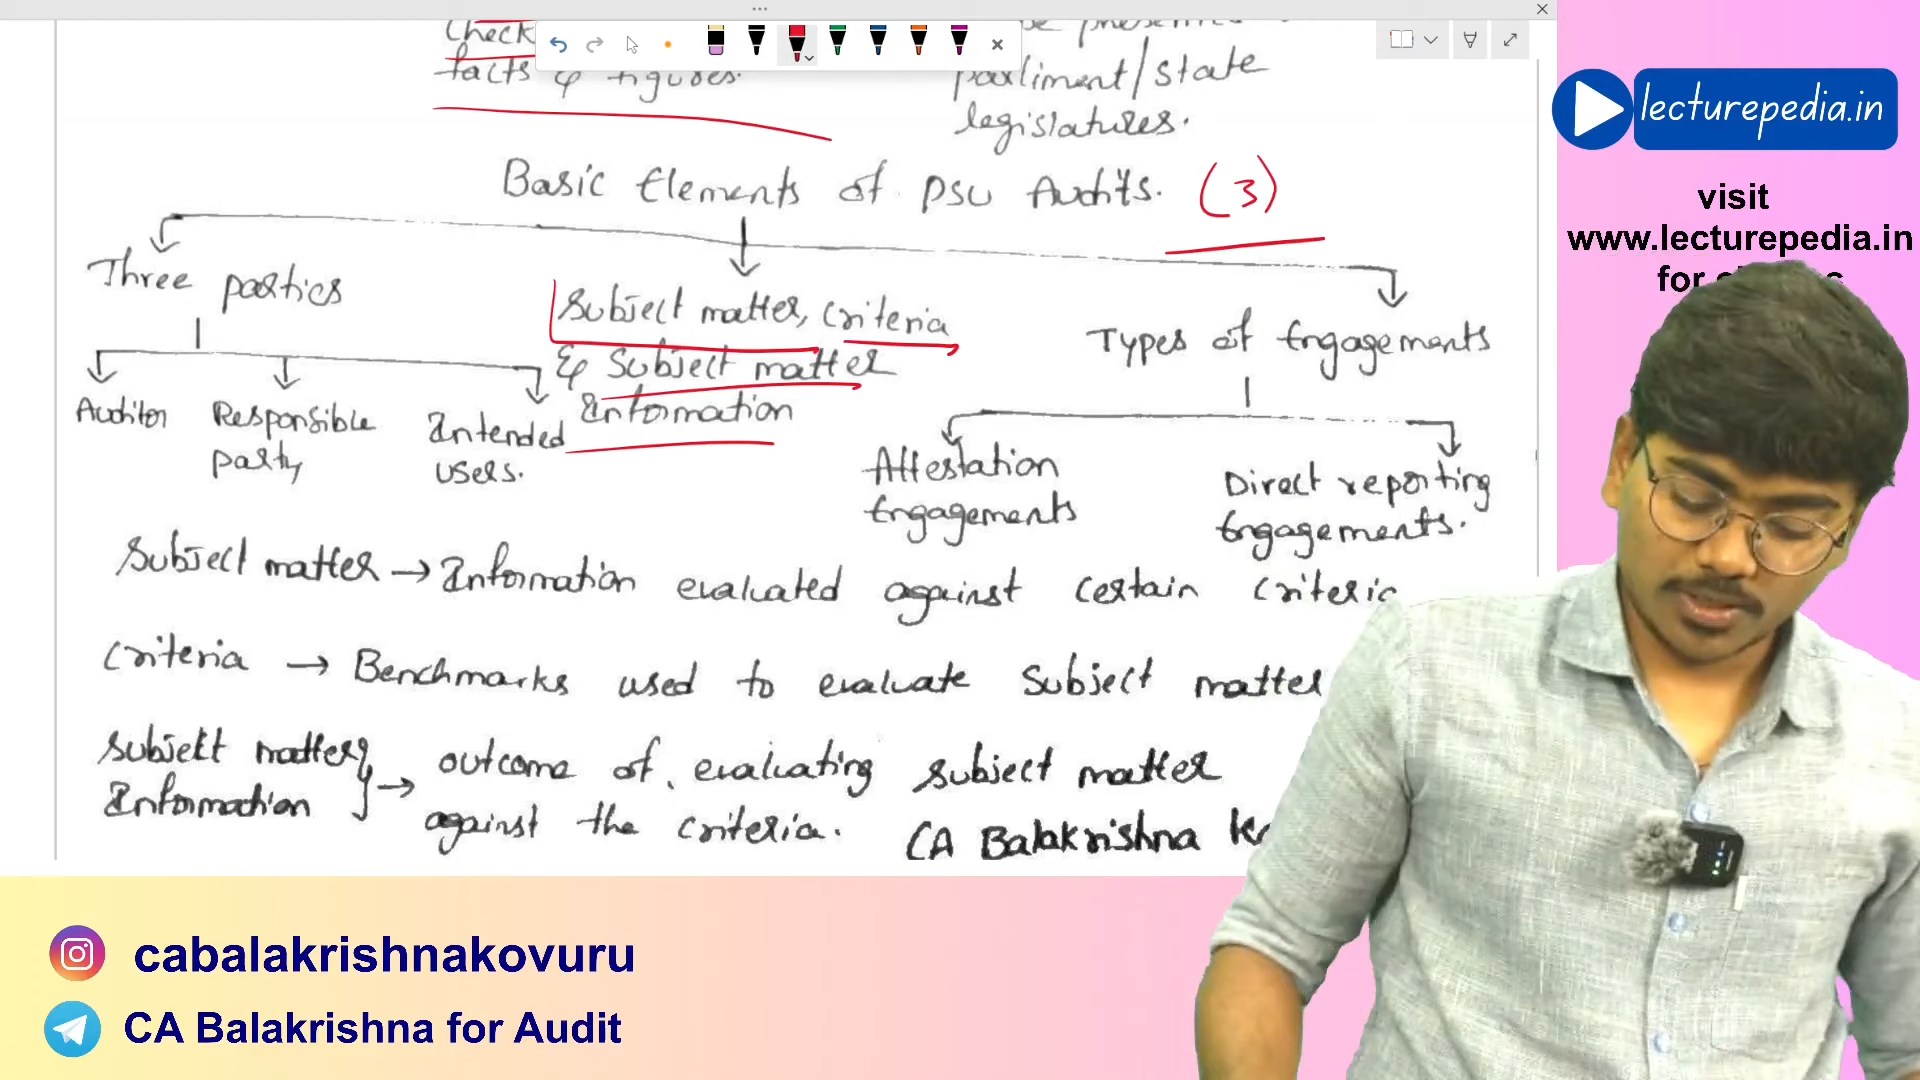 check
facts & figures.
parliment/state
legislatures.
Basic Elements of PSU Audits. (3)
Three parties
Subject matter, criteria
& Subject matter
Information
Types of Engagements
Auditor
Responsible
party
Intended
users.
Attestation
Engagements
Direct reporting
Engagements.
Subject matter → Information evaluated against certain criteria
criteria → Benchmarks used to evaluate subject matter
Subject matter
Information } → outcome of evaluating subject matter
against the criteria.
CA Balakrishna
lecturepedia.in
visit
www.lecturepedia.in
for
cabalakrishnakovuru
CA Balakrishna for Audit